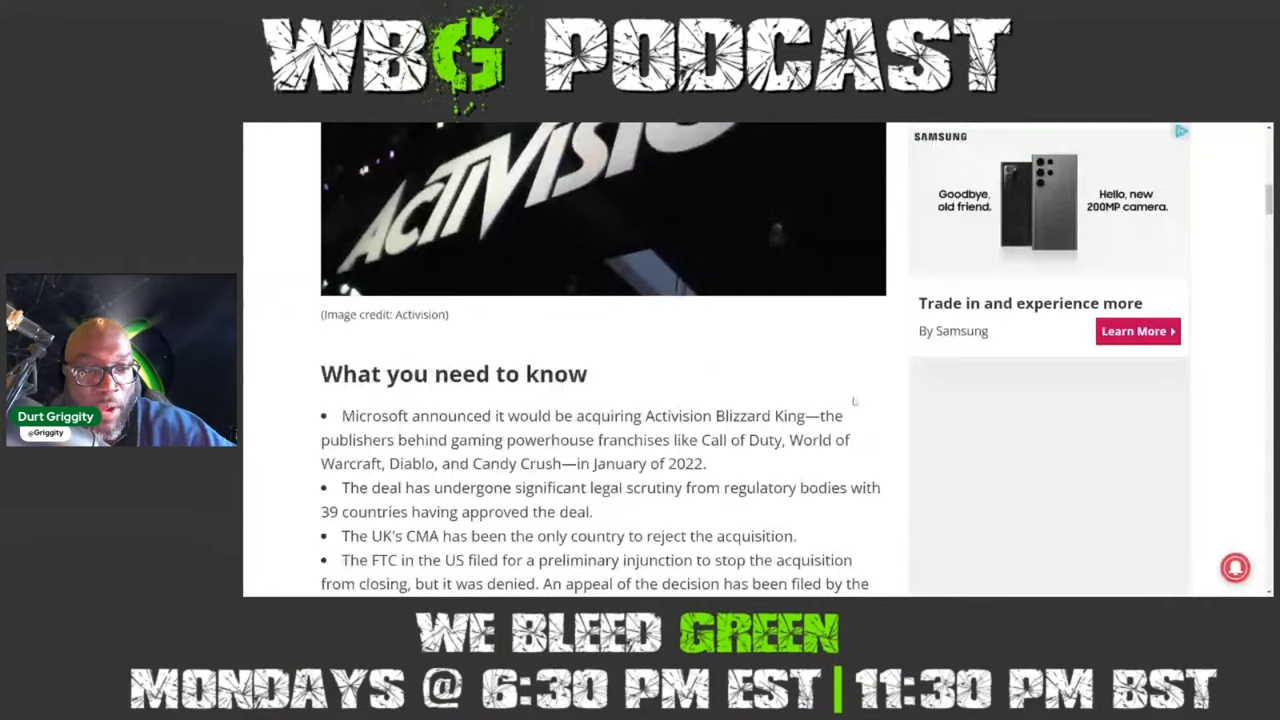 WBG PODCAST
ACTIVISIO
SAMSUNG
Goodbye, old friend.
Hello, new 200MP camera.
Trade in and experience more
By Samsung
Learn More
(Image credit: Activision)
What you need to know
• Microsoft announced it would be acquiring Activision Blizzard King—the
publishers behind gaming powerhouse franchises like Call of Duty, World of
Warcraft, Diablo, and Candy Crush—in January of 2022.
• The deal has undergone significant legal scrutiny from regulatory bodies with
39 countries having approved the deal.
• The UK's CMA has been the only country to reject the acquisition.
• The FTC in the US filed for a preliminary injunction to stop the acquisition
from closing, but it was denied. An appeal of the decision has been filed by the
Durt Griggity
@Griggity
WE BLEED GREEN
MONDAYS @ 6:30 PM EST | 11:30 PM BST